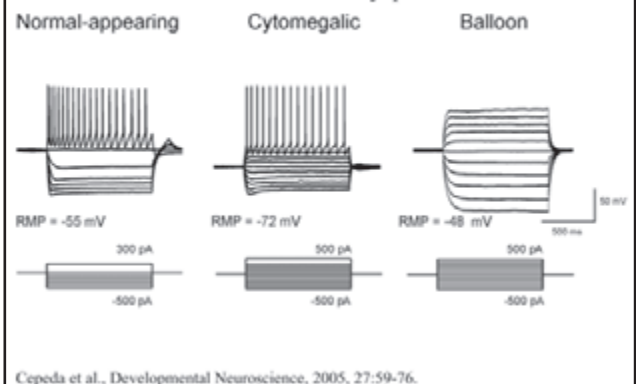 Normal-appearing Cytomegalic Balloon
50 mV
500 ms
RMP = -55 mV RMP = -72 mV RMP = -48 mV
300 pA 500 pA 500 pA
-500 pA -500 pA -500 pA
Cepeda et al., Developmental Neuroscience, 2005, 27:59-76.